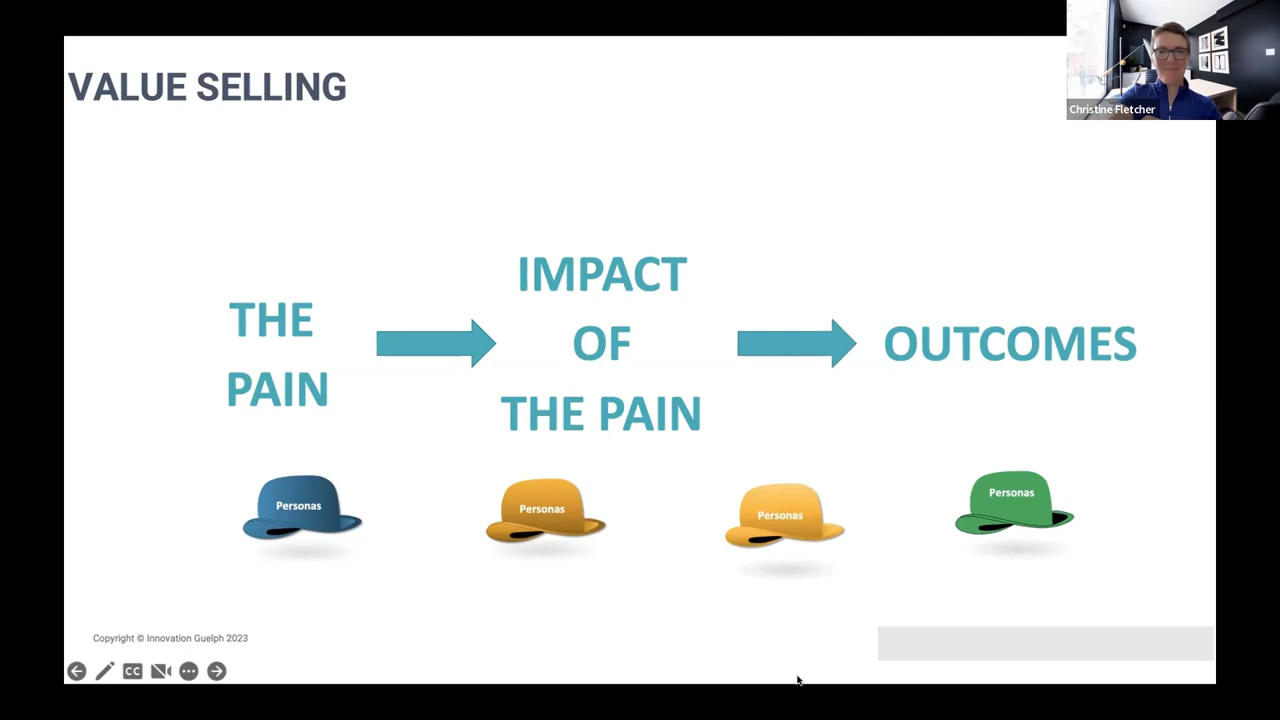 VALUE SELLING
Christine Fletcher
THE
PAIN
IMPACT
OF
THE PAIN
OUTCOMES
Personas
Personas
Personas
Personas
Copyright © Innovation Guelph 2023
CC